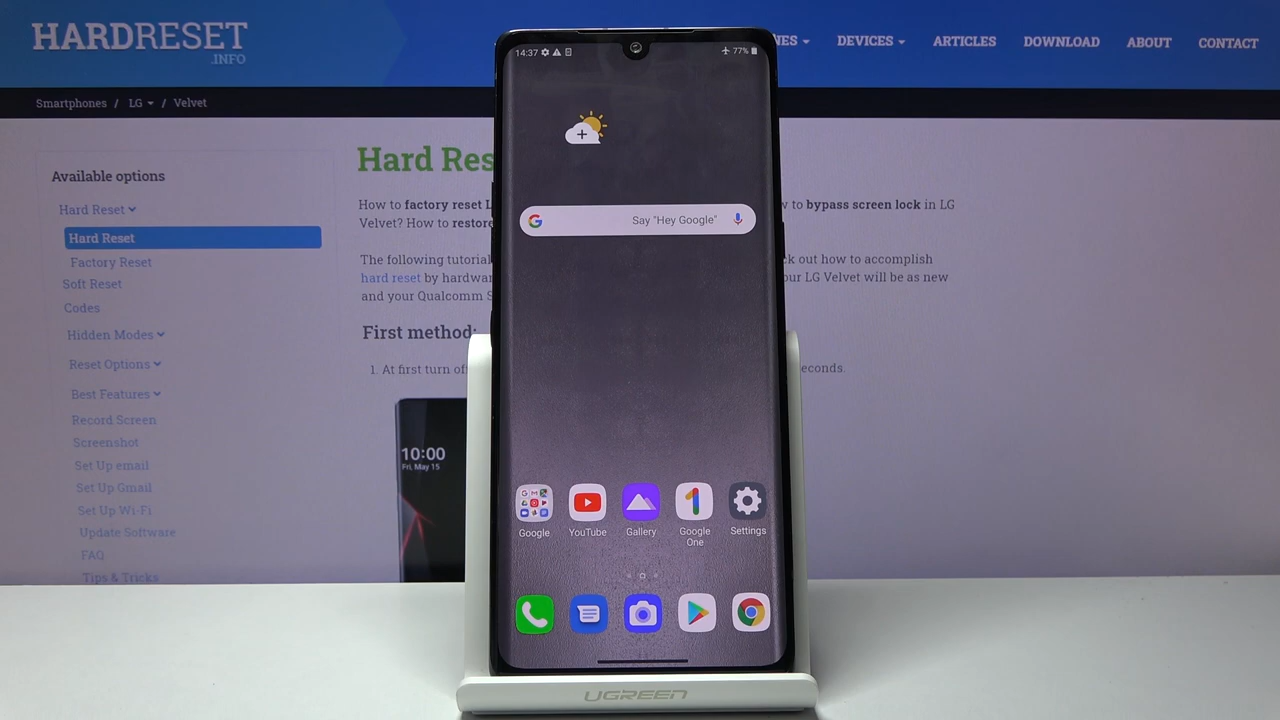 HARDRESET
.INFO
NES
DEVICES
ARTICLES
DOWNLOAD
ABOUT
CONTACT
Smartphones / LG / Velvet
Available options
Hard Reset
Hard Reset
Factory Reset
Soft Reset
Codes
Hidden Modes
Reset Options
Best Features
Record Screen
Screenshot
Set Up email
Set Up Gmail
Set Up Wi-Fi
Update Software
FAQ
Tips & Tricks
Hard Res
How to factory reset L
w to bypass screen lock in LG
Velvet? How to restore
The following tutorial
ck out how to accomplish
hard reset by hardwar
our LG Velvet will be as new
and your Qualcomm S
First method:
1. At first turn of
econds.
10:00
Fri, May 15
14:37
77%
Say "Hey Google"
Google
YouTube
Gallery
Google
One
Settings
UGREEN